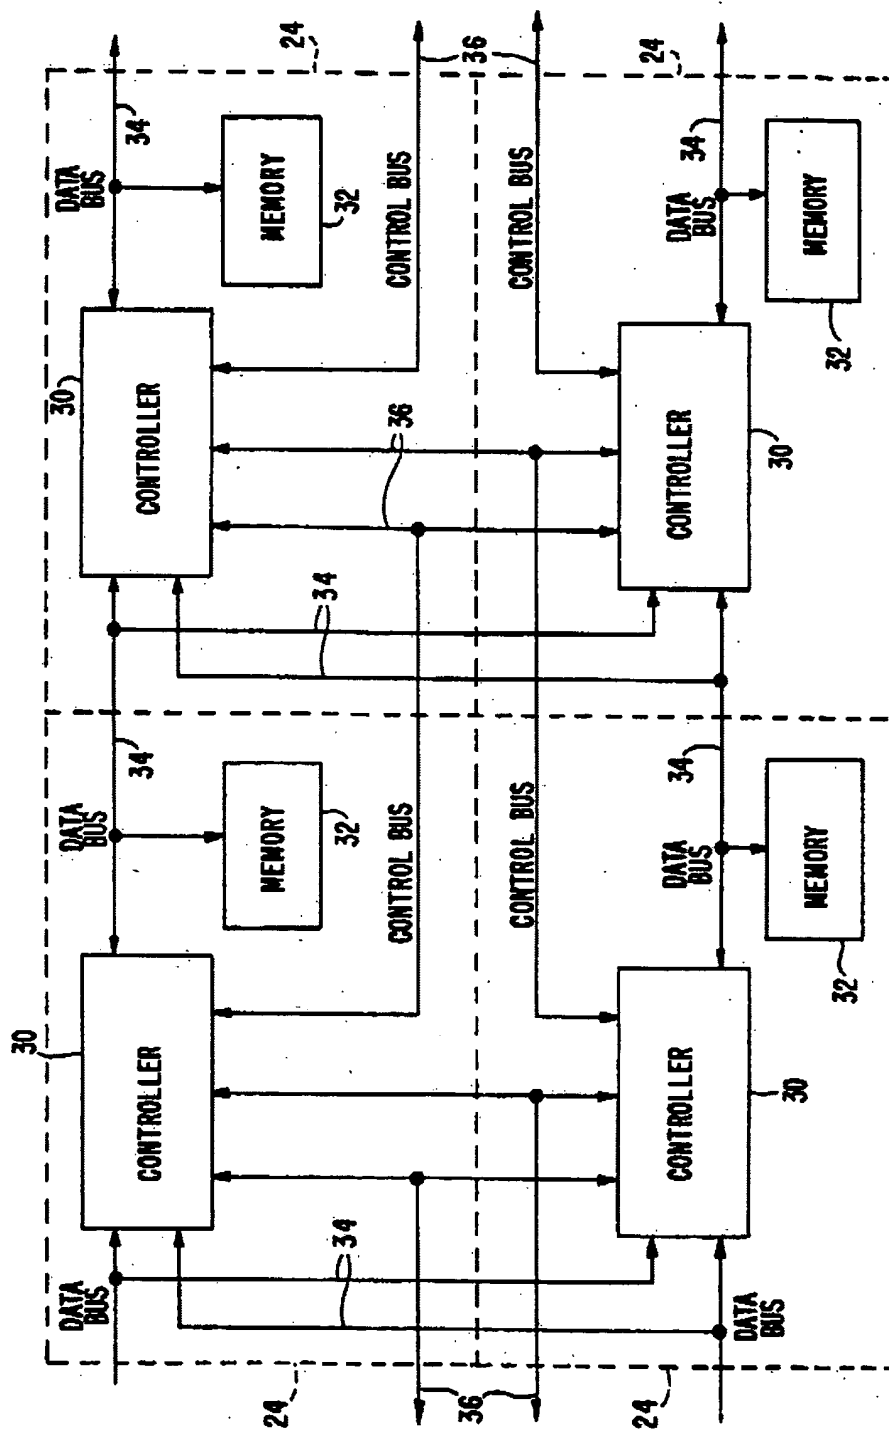 30
30
DATA
BUS
DATA
BUS
DATA
BUS
34
34
CONTROLLER
CONTROLLER
MEMORY
MEMORY
24
24
34
34
32
32
CONTROL BUS
36
CONTROL BUS
36
36
CONTROL BUS
CONTROL BUS
24
24
CONTROLLER
DATA
BUS
34
CONTROLLER
DATA
BUS
34
DATA
BUS
30
30
MEMORY
MEMORY
32
32